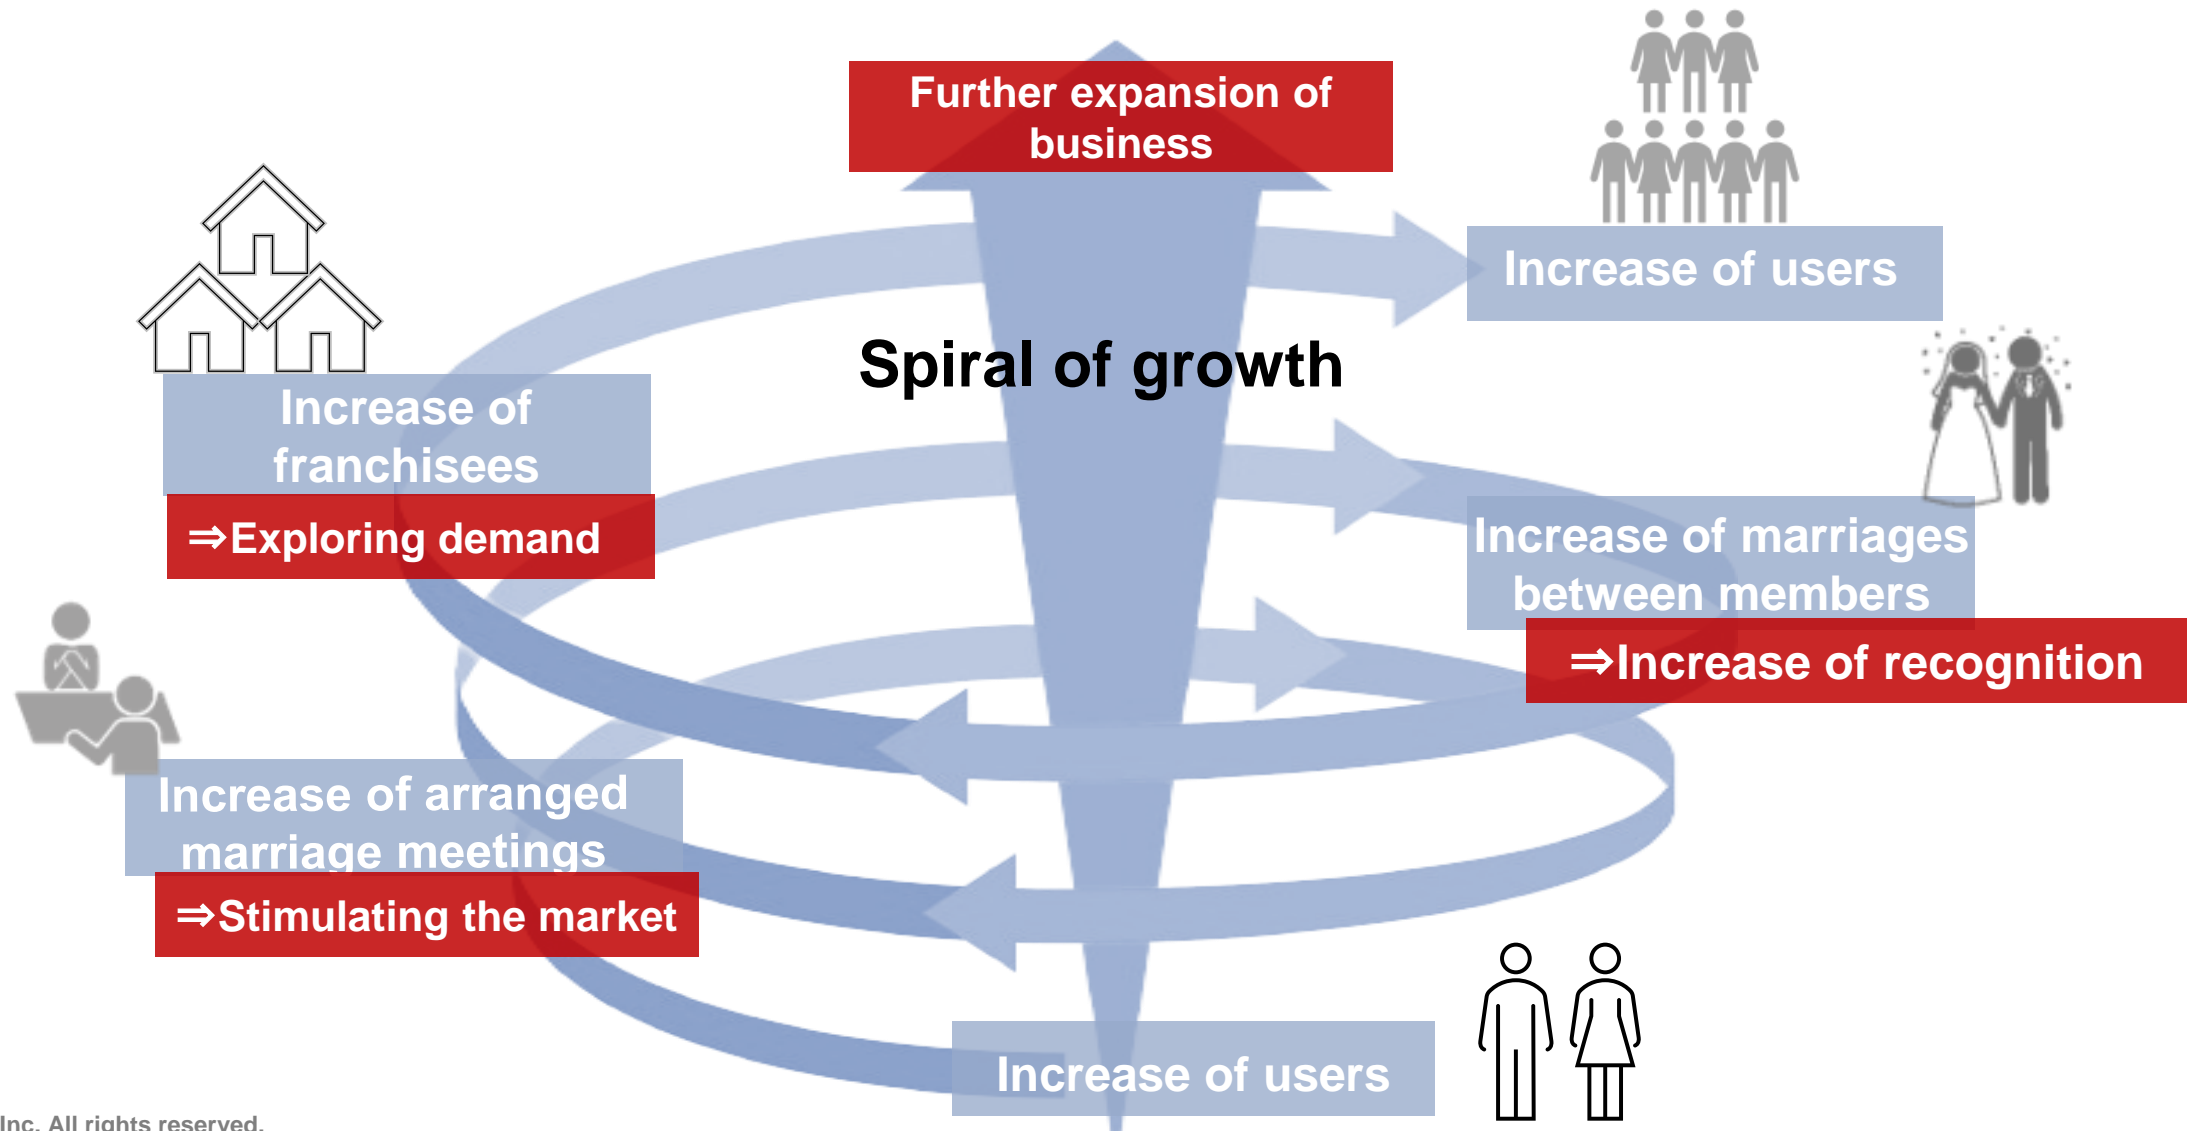 Further expansion of
business
Increase of users
Spiral of growth
Increase of
franchisees
⇒Exploring demand
Increase of marriages
between members
⇒Increase of recognition
Increase of arranged
marriage meetings
⇒Stimulating the market
Increase of users
Inc. All rights reserved.